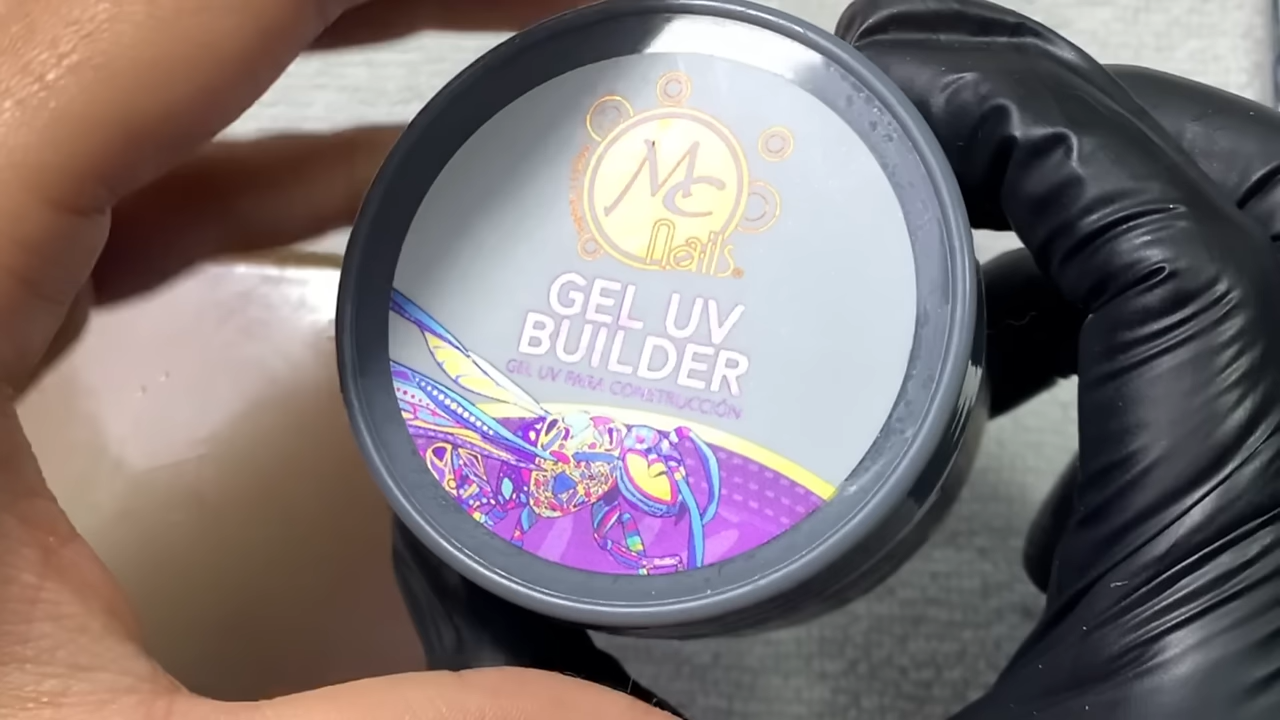 MC
nails
GEL UV
BUILDER
GEL UV PARA CONSTRUCCIÓN